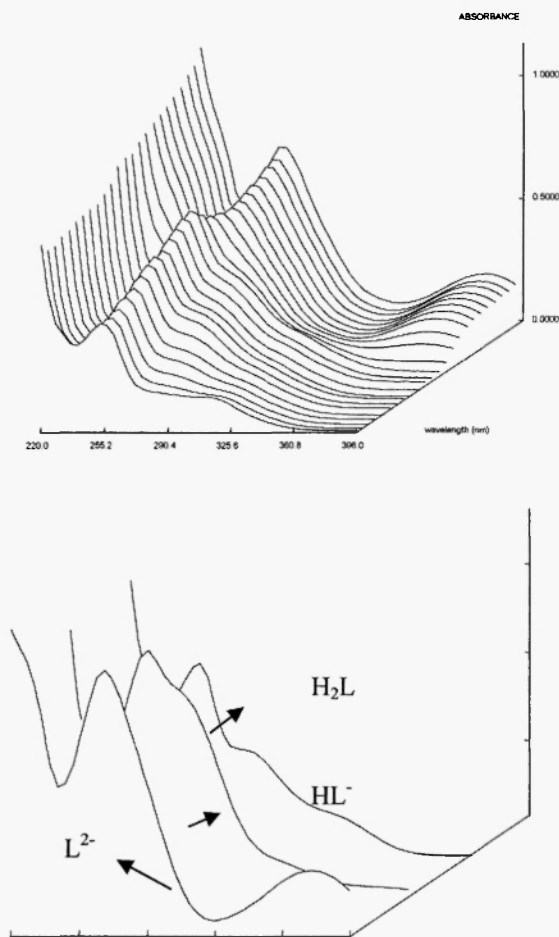 ABSORBANCE
1.0000
0.5000
0.0000
220.0 255.2 290.4 325.6 360.8 396.0
wavelength (nm)
H₂L
HL⁻
L²⁻